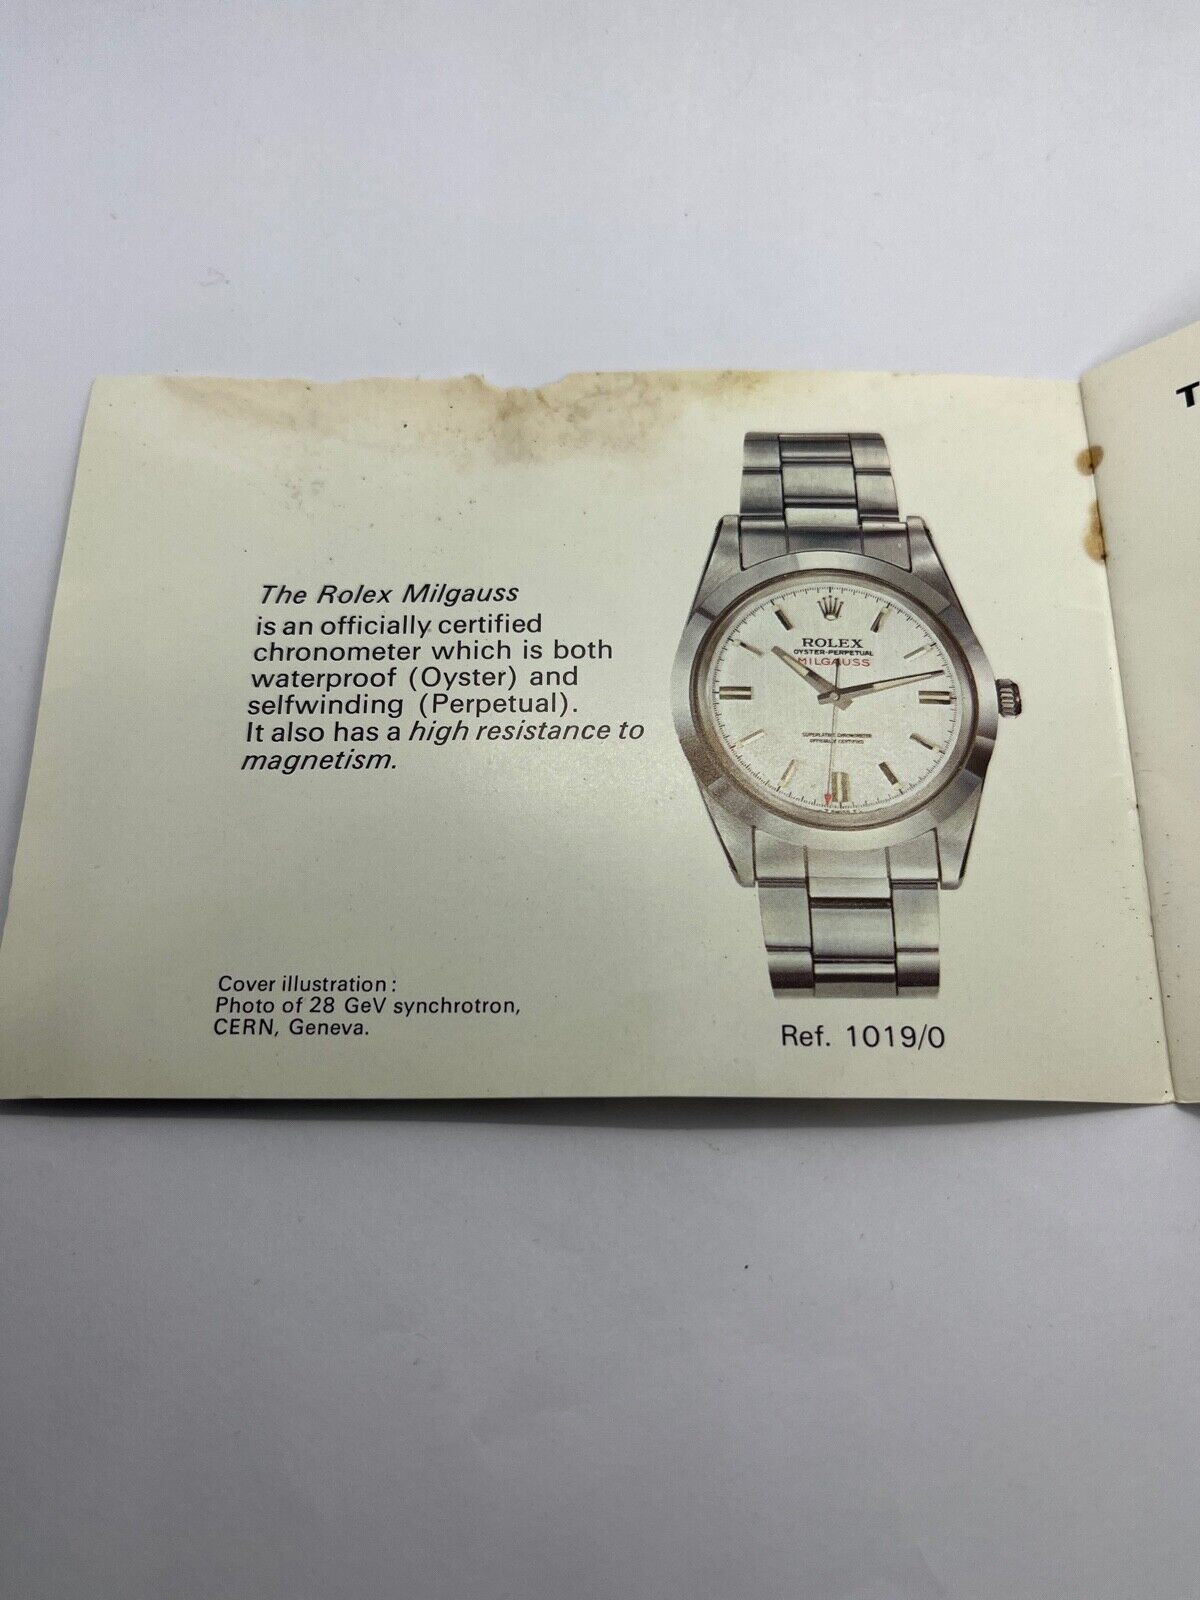 The Rolex Milgauss
is an officially certified
chronometer which is both
waterproof (Oyster) and
selfwinding (Perpetual).
It also has a high resistance to
magnetism.
Cover illustration :
Photo of 28 GeV synchrotron,
CERN, Geneva.
ROLEX
OYSTER-PERPETUAL
MILGAUSS
SUPERLATIVE CHRONOMETER
OFFICIALLY CERTIFIED
Ref. 1019/0
T